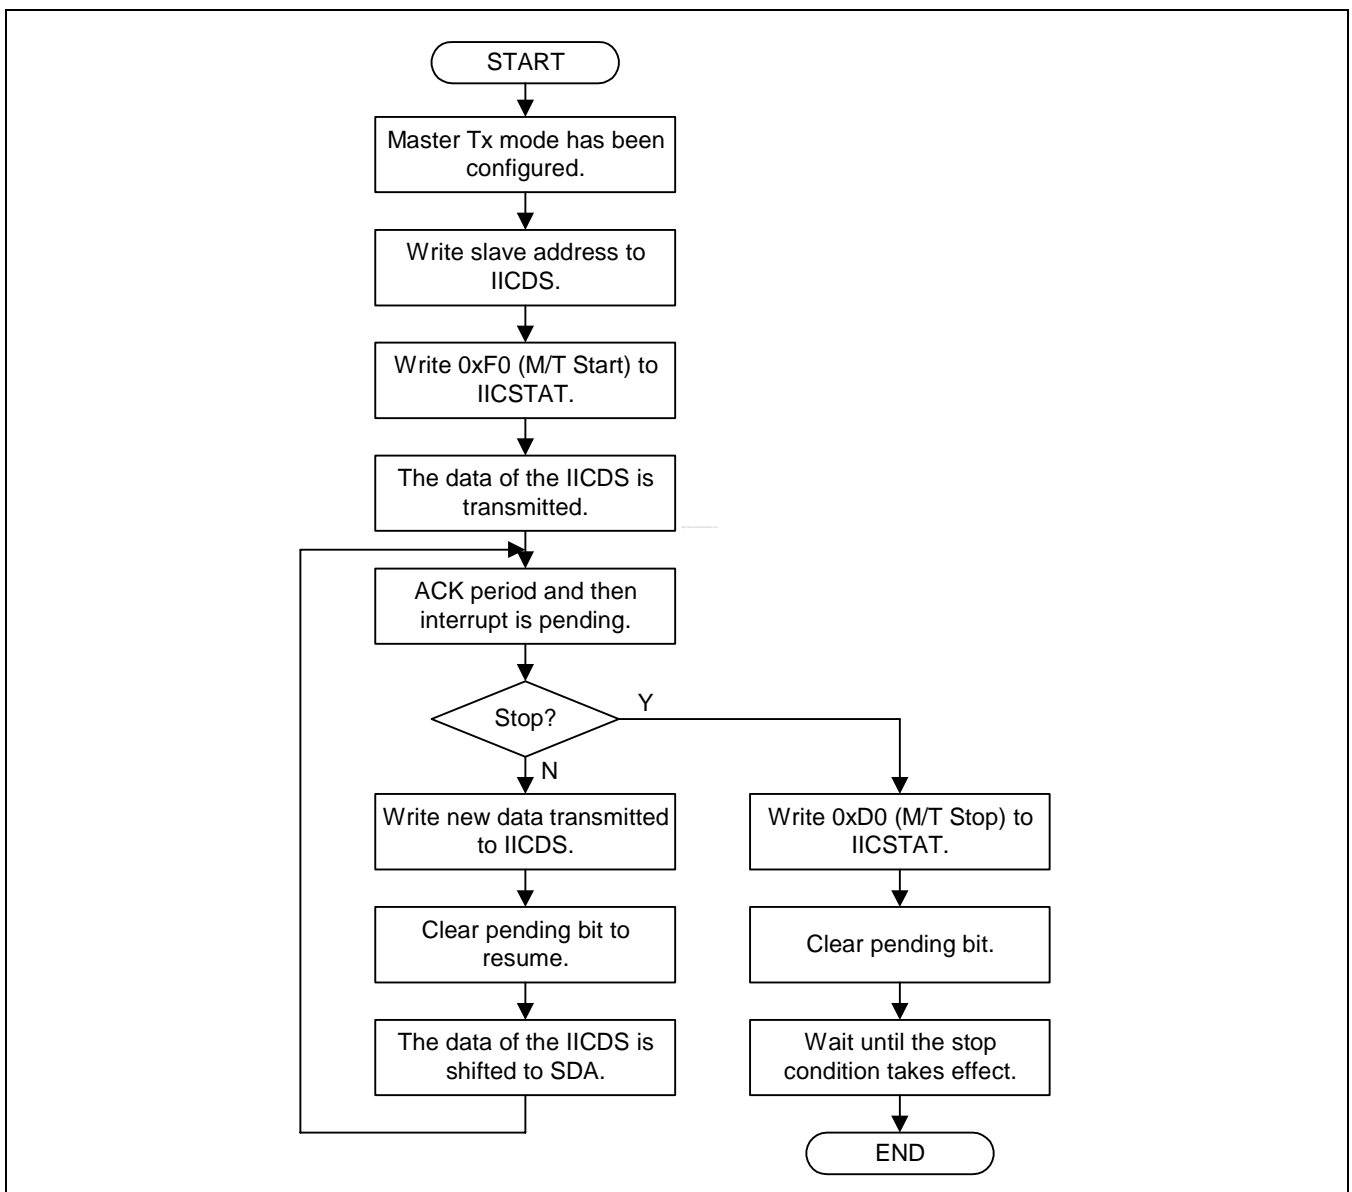 START
Master Tx mode has been
configured.
Write slave address to
IICDS.
Write 0xF0 (M/T Start) to
IICSTAT.
The data of the IICDS is
transmitted.
ACK period and then
interrupt is pending.
Stop?
Y
N
Write new data transmitted
to IICDS.
Clear pending bit to
resume.
The data of the IICDS is
shifted to SDA.
Write 0xD0 (M/T Stop) to
IICSTAT.
Clear pending bit.
Wait until the stop
condition takes effect.
END